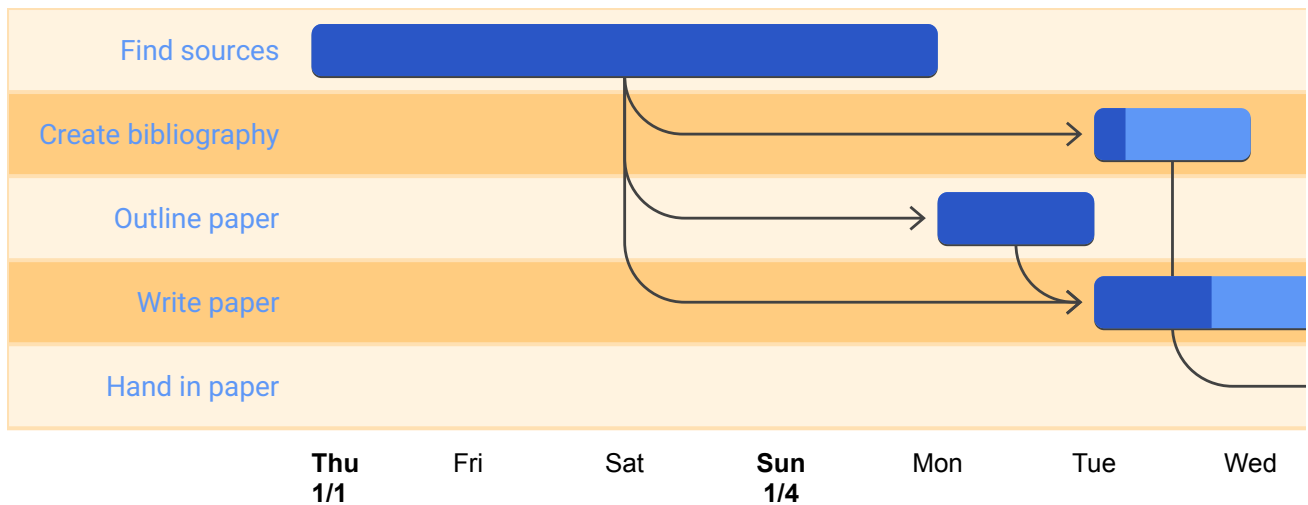 Find sources
Create bibliography
Outline paper
Write paper
Hand in paper
Thu Fri Sat Sun Mon Tue Wed
1/1 1/4